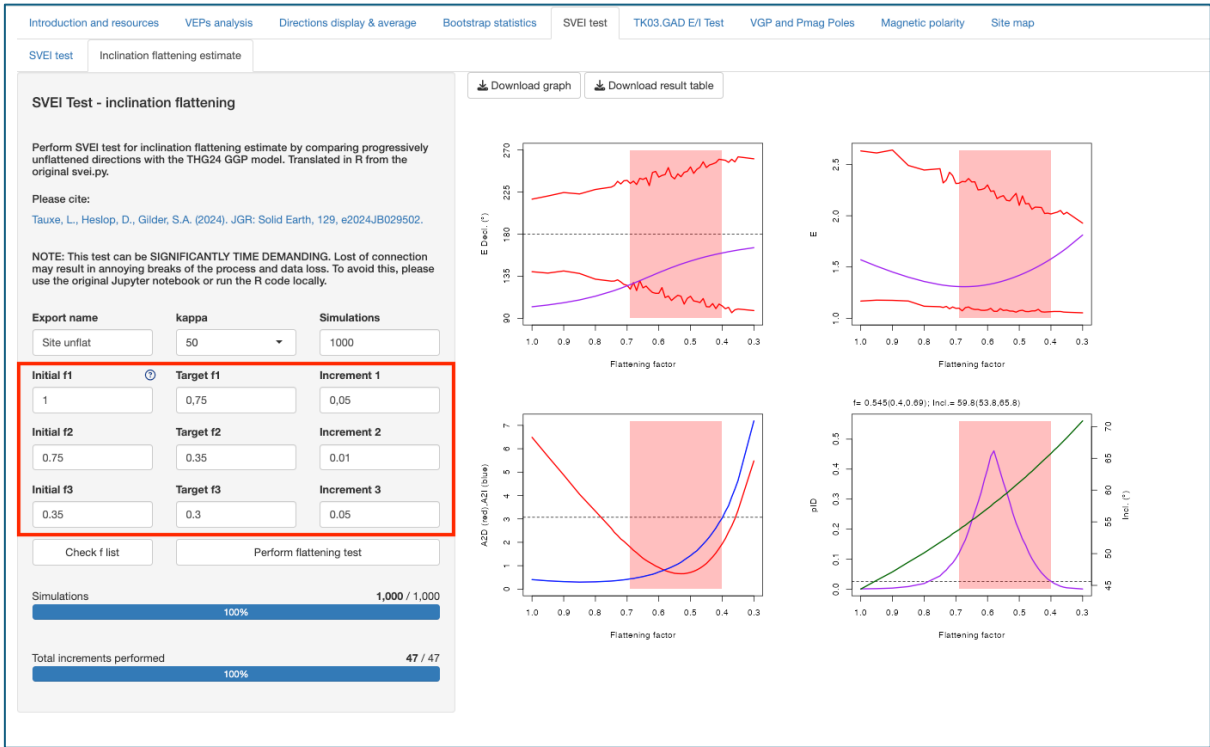 Introduction and resources VEPs analysis Directions display & average Bootstrap statistics SVEI test TK03.GAD E/I Test VGP and Pmag Poles Magnetic polarity Site map
SVEI test Inclination flattening estimate
Download graph Download result table
SVEI Test - inclination flattening
Perform SVEI test for inclination flattening estimate by comparing progressively
unflattened directions with the THG24 GGP model. Translated in R from the
original svei.py.
Please cite:
Tauxe, L., Heslop, D., Gilder, S.A. (2024). JGR: Solid Earth, 129, e2024JB029502.
NOTE: This test can be SIGNIFICANTLY TIME DEMANDING. Lost of connection
may result in annoying breaks of the process and data loss. To avoid this, please
use the original Jupyter notebook or run the R code locally.
Export name kappa Simulations
Site unflat 50 1000
Initial f1 ? Target f1 Increment 1
1 0,75 0,05
Initial f2 Target f2 Increment 2
0.75 0.35 0.01
Initial f3 Target f3 Increment 3
0.35 0.3 0.05
Check f list Perform flattening test
Simulations 1,000 / 1,000
100%
Total increments performed 47 / 47
100%
E Decl. (°)
270
225
180
135
90
1.0 0.9 0.8 0.7 0.6 0.5 0.4 0.3
Flattening factor
E
2.5
2.0
1.5
1.0
1.0 0.9 0.8 0.7 0.6 0.5 0.4 0.3
Flattening factor
A2D (red),A2I (blue)
7
6
5
4
3
2
1
0
1.0 0.9 0.8 0.7 0.6 0.5 0.4 0.3
Flattening factor
f= 0.545(0.4,0.69); Incl.= 59.8(53.8,65.8)
pID
0.5
0.4
0.3
0.2
0.1
0.0
70
65
60
55
50
45
Incl. (°)
1.0 0.9 0.8 0.7 0.6 0.5 0.4 0.3
Flattening factor